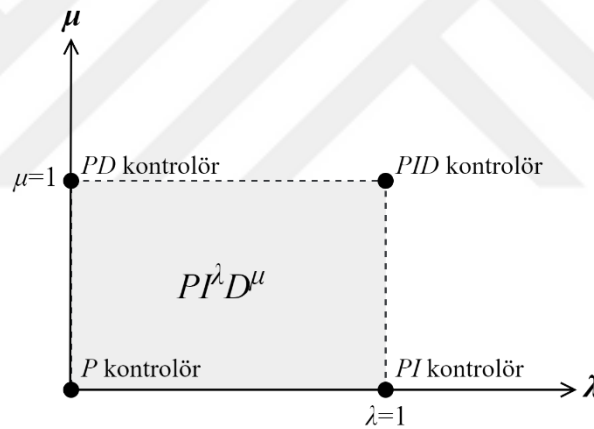 μ
PD kontrolör
PID kontrolör
μ=1
PI^λD^μ
P kontrolör
PI kontrolör
λ=1
λ